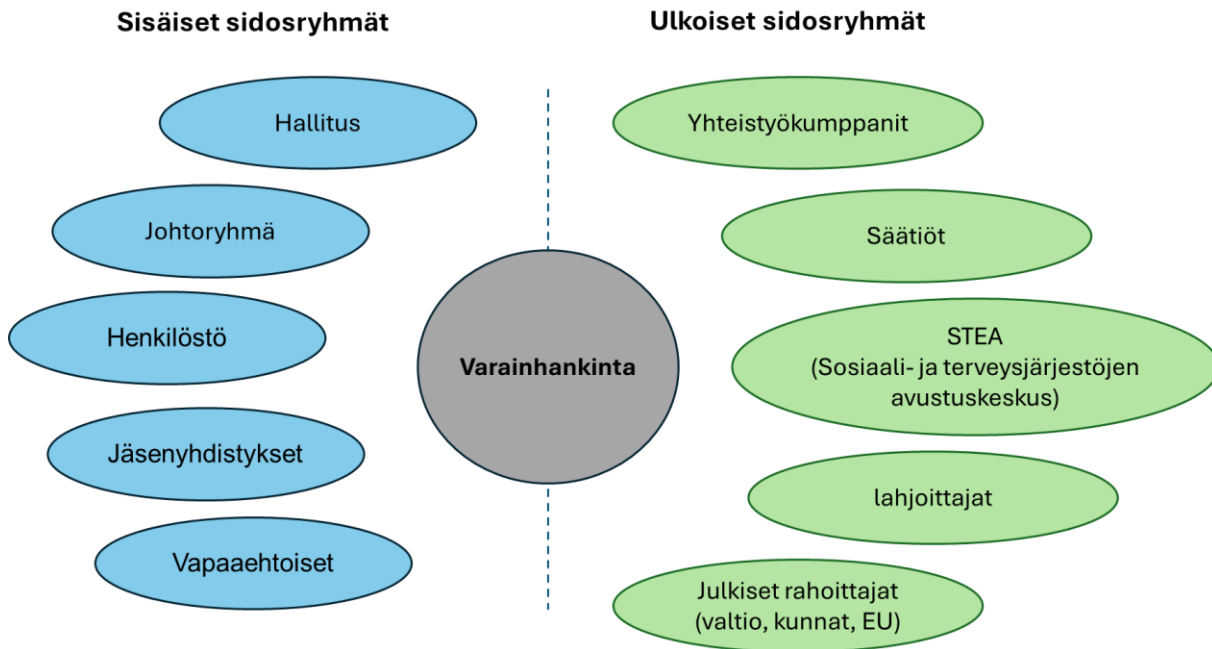 Sisäiset sidosryhmät
Ulkoiset sidosryhmät
Hallitus
Johtoryhmä
Henkilöstö
Jäsenyhdistykset
Vapaaehtoiset
Varainhankinta
Yhteistyökumppanit
Säätiöt
STEA
(Sosiaali- ja terveysjärjestöjen
avustuskeskus)
lahjoittajat
Julkiset rahoittajat
(valtio, kunnat, EU)